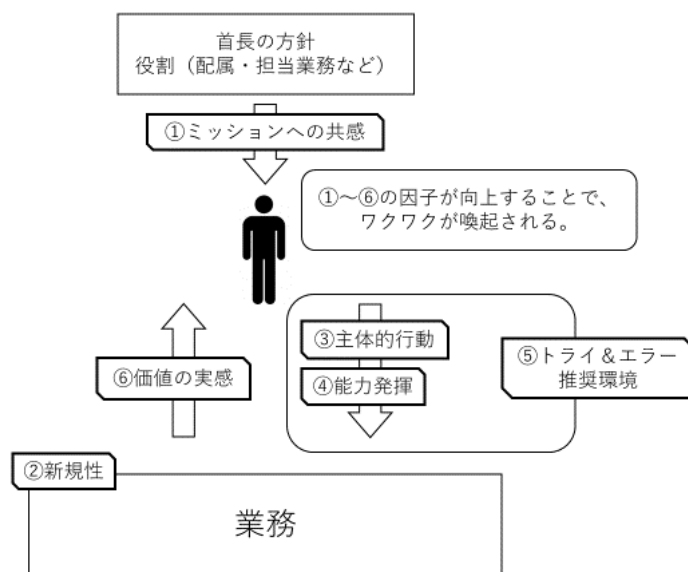 首長の方針
役割（配属・担当業務など）
①ミッションへの共感
①～⑥の因子が向上することで、
ワクワクが喚起される。
③主体的行動
④能力発揮
⑤トライ＆エラー
推奨環境
⑥価値の実感
②新規性
業務